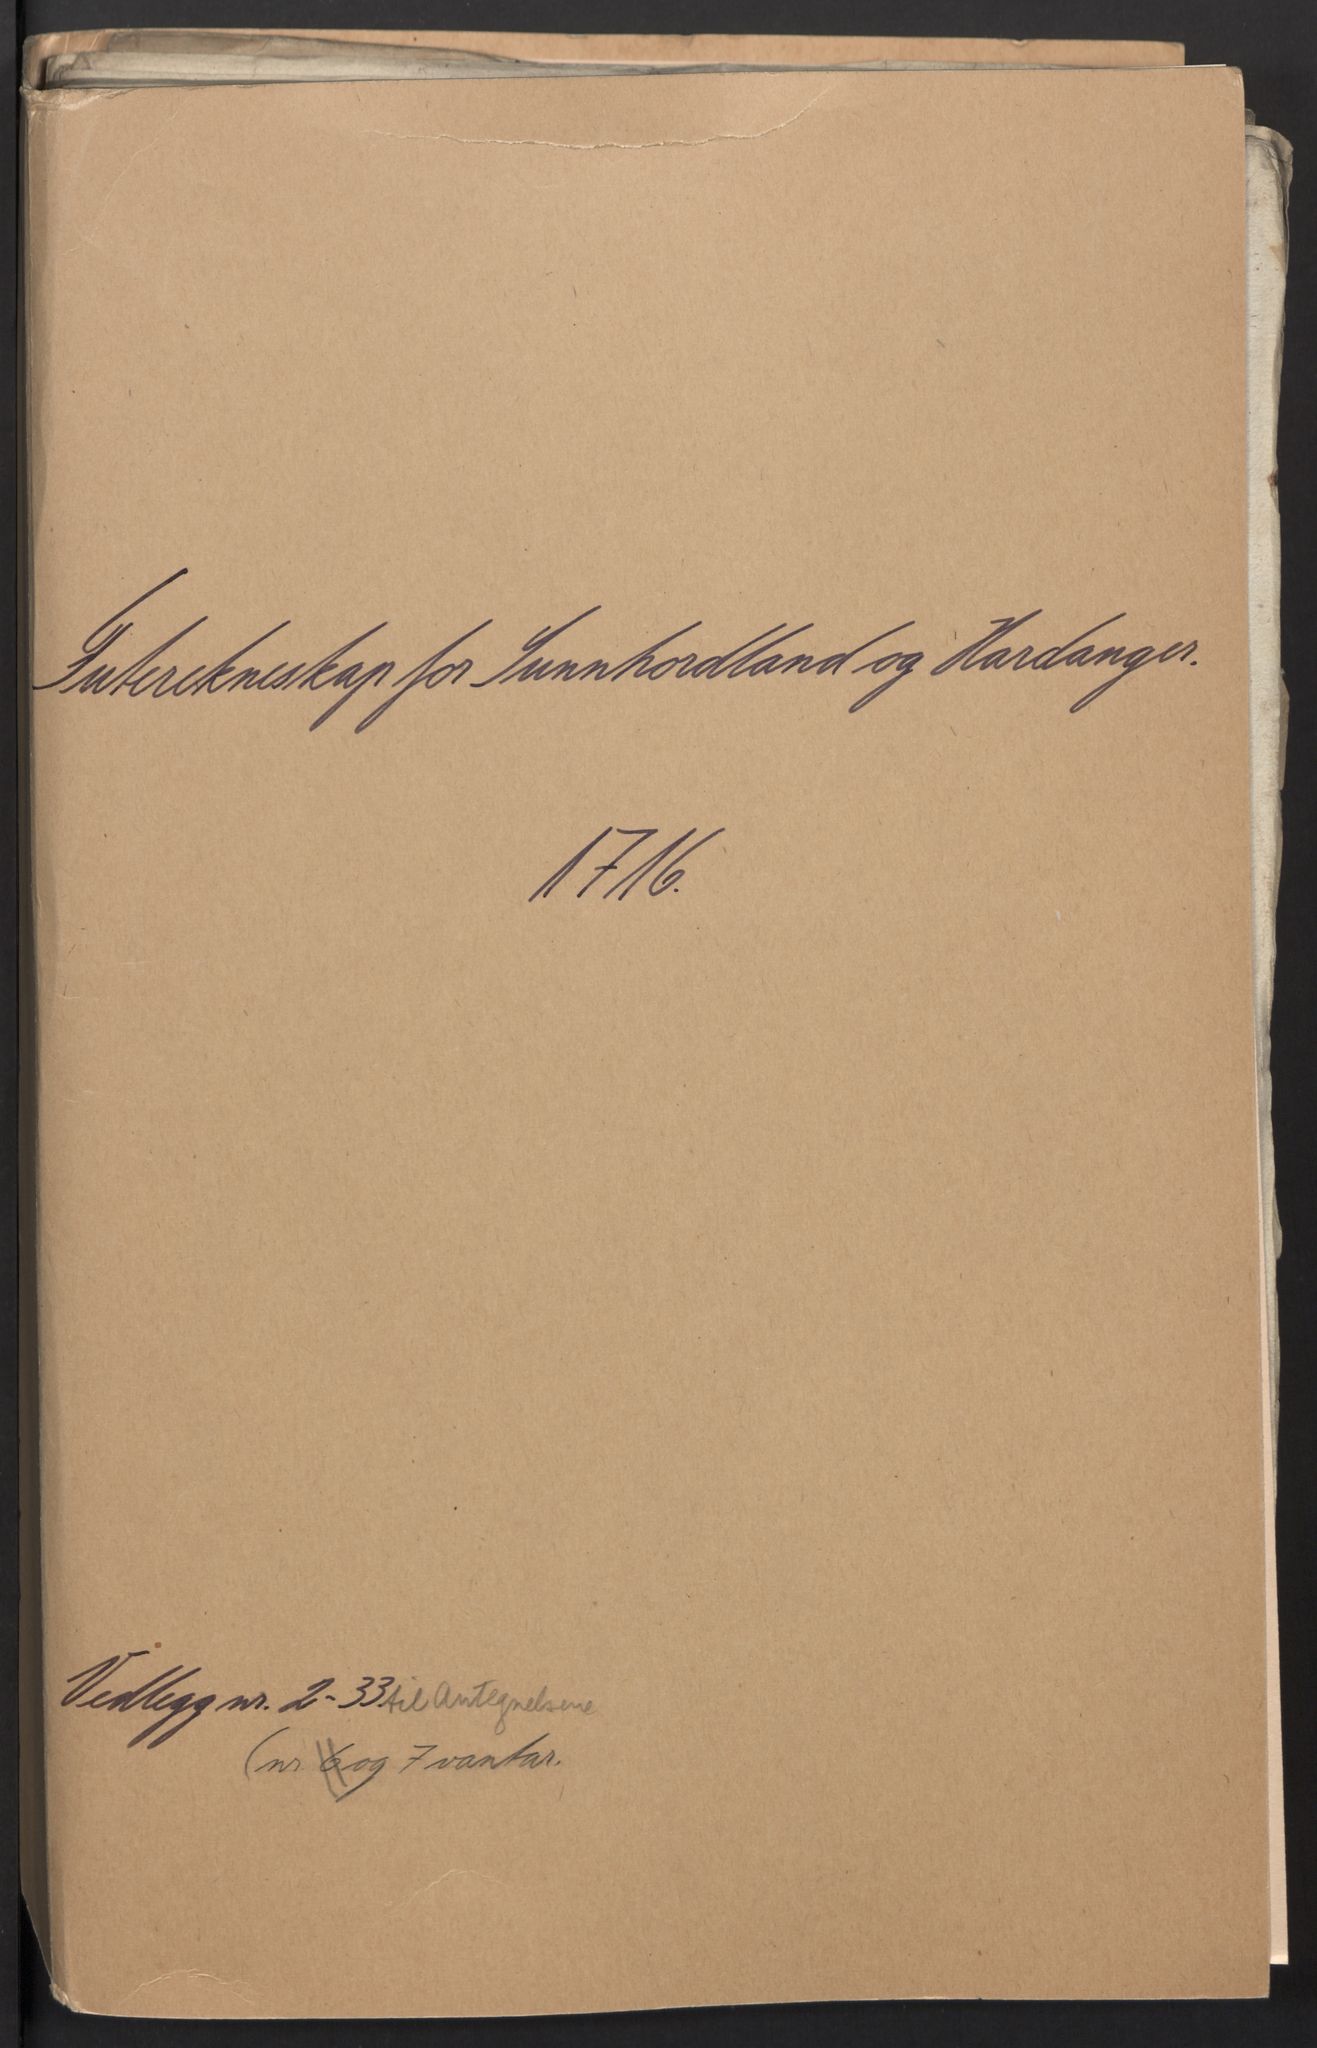 Futerekneskap for Sunnhordland og Hardanger.
1716.
Vedlegg nr. 2-33 til Antegnelsene
(nr 6 og 7 vantar.